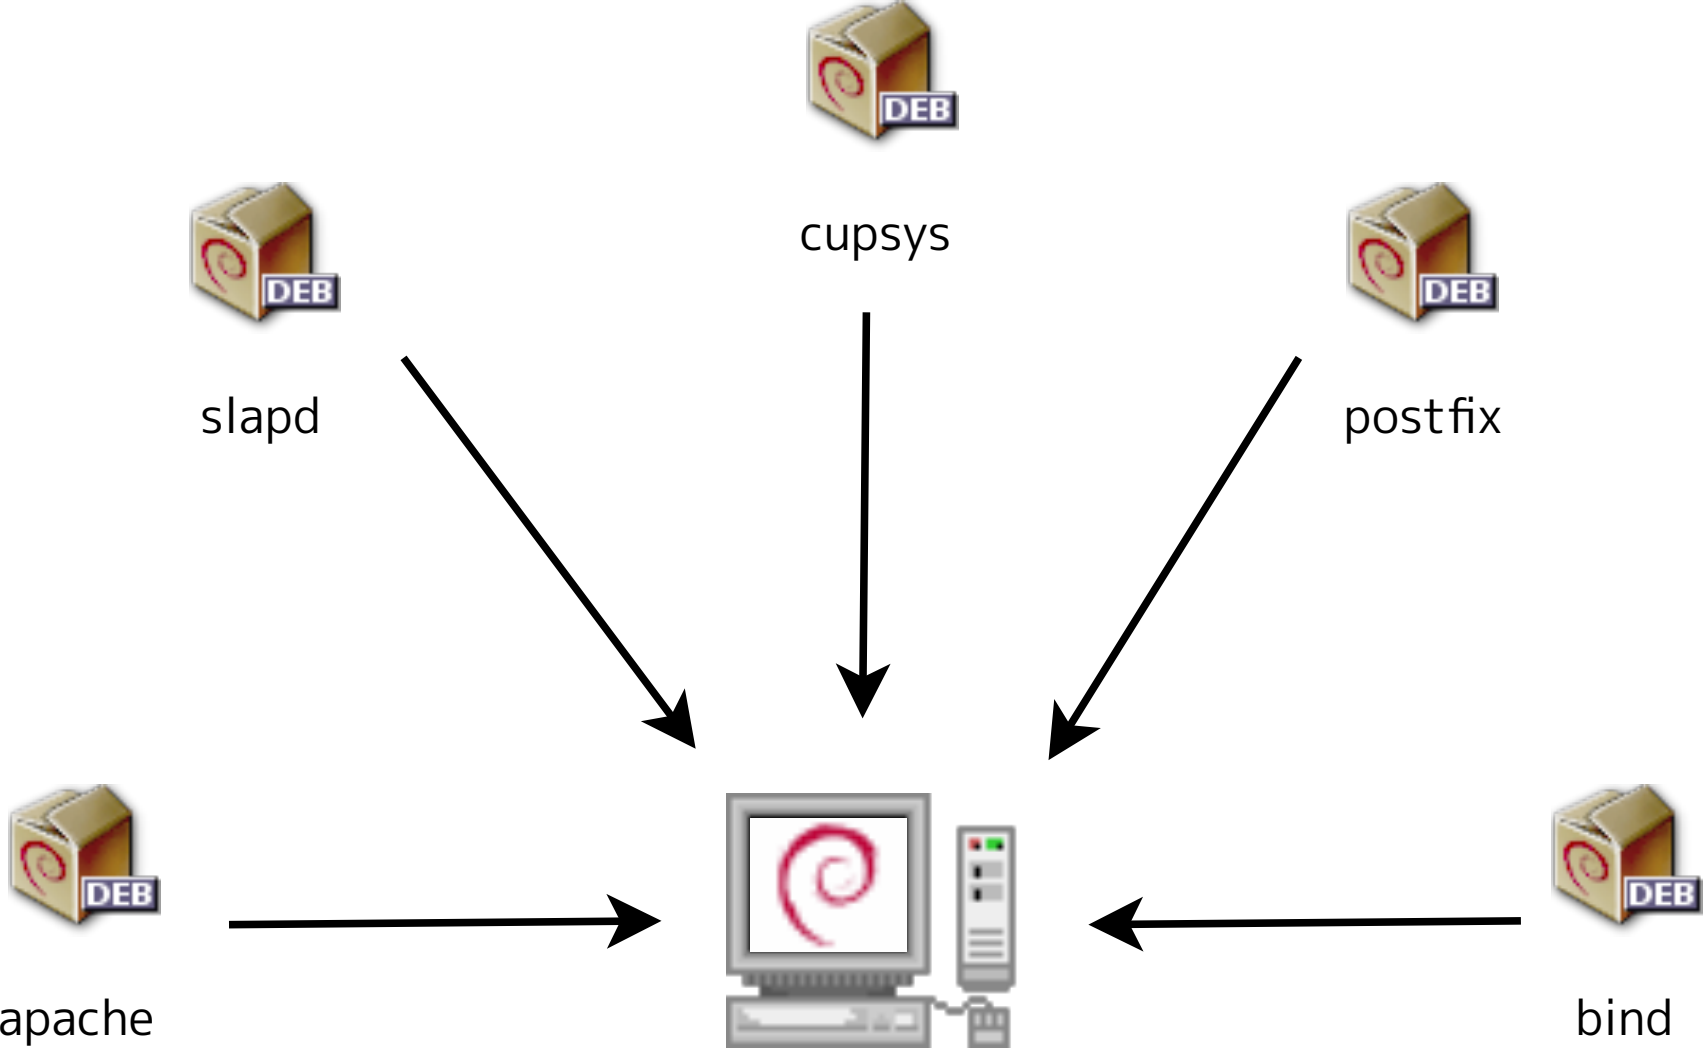 DEB
cupsys
DEB
slapd
DEB
postfix
DEB
apache
DEB
bind